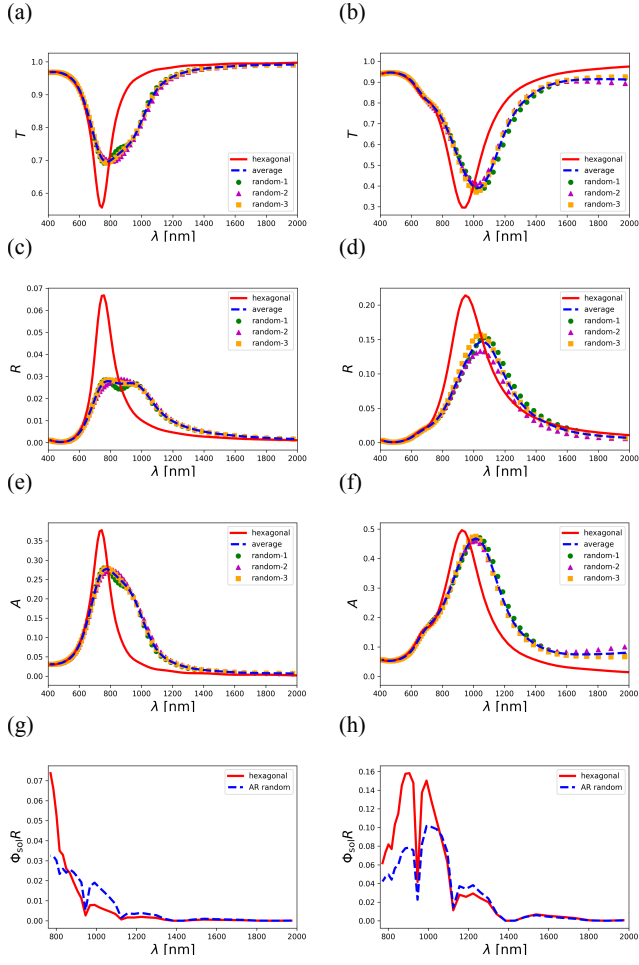 (a)
(b)
1.0
0.9
0.8
0.7
0.6
T
hexagonal
average
random-1
random-2
random-3
400 600 800 1000 1200 1400 1600 1800 2000
λ [nm]
1.0
0.9
0.8
0.7
0.6
0.5
0.4
0.3
T
hexagonal
average
random-1
random-2
random-3
400 600 800 1000 1200 1400 1600 1800 2000
λ [nm]
(c)
(d)
0.07
0.06
0.05
0.04
0.03
0.02
0.01
0.00
R
hexagonal
average
random-1
random-2
random-3
400 600 800 1000 1200 1400 1600 1800 2000
λ [nm]
0.20
0.15
0.10
0.05
0.00
R
hexagonal
average
random-1
random-2
random-3
400 600 800 1000 1200 1400 1600 1800 2000
λ [nm]
(e)
(f)
0.35
0.30
0.25
0.20
0.15
0.10
0.05
0.00
A
hexagonal
average
random-1
random-2
random-3
400 600 800 1000 1200 1400 1600 1800 2000
λ [nm]
0.5
0.4
0.3
0.2
0.1
0.0
A
hexagonal
average
random-1
random-2
random-3
400 600 800 1000 1200 1400 1600 1800 2000
λ [nm]
(g)
(h)
0.07
0.06
0.05
0.04
0.03
0.02
0.01
0.00
Φsol R
hexagonal
AR random
800 1000 1200 1400 1600 1800 2000
λ [nm]
0.16
0.14
0.12
0.10
0.08
0.06
0.04
0.02
0.00
Φsol R
hexagonal
AR random
800 1000 1200 1400 1600 1800 2000
λ [nm]